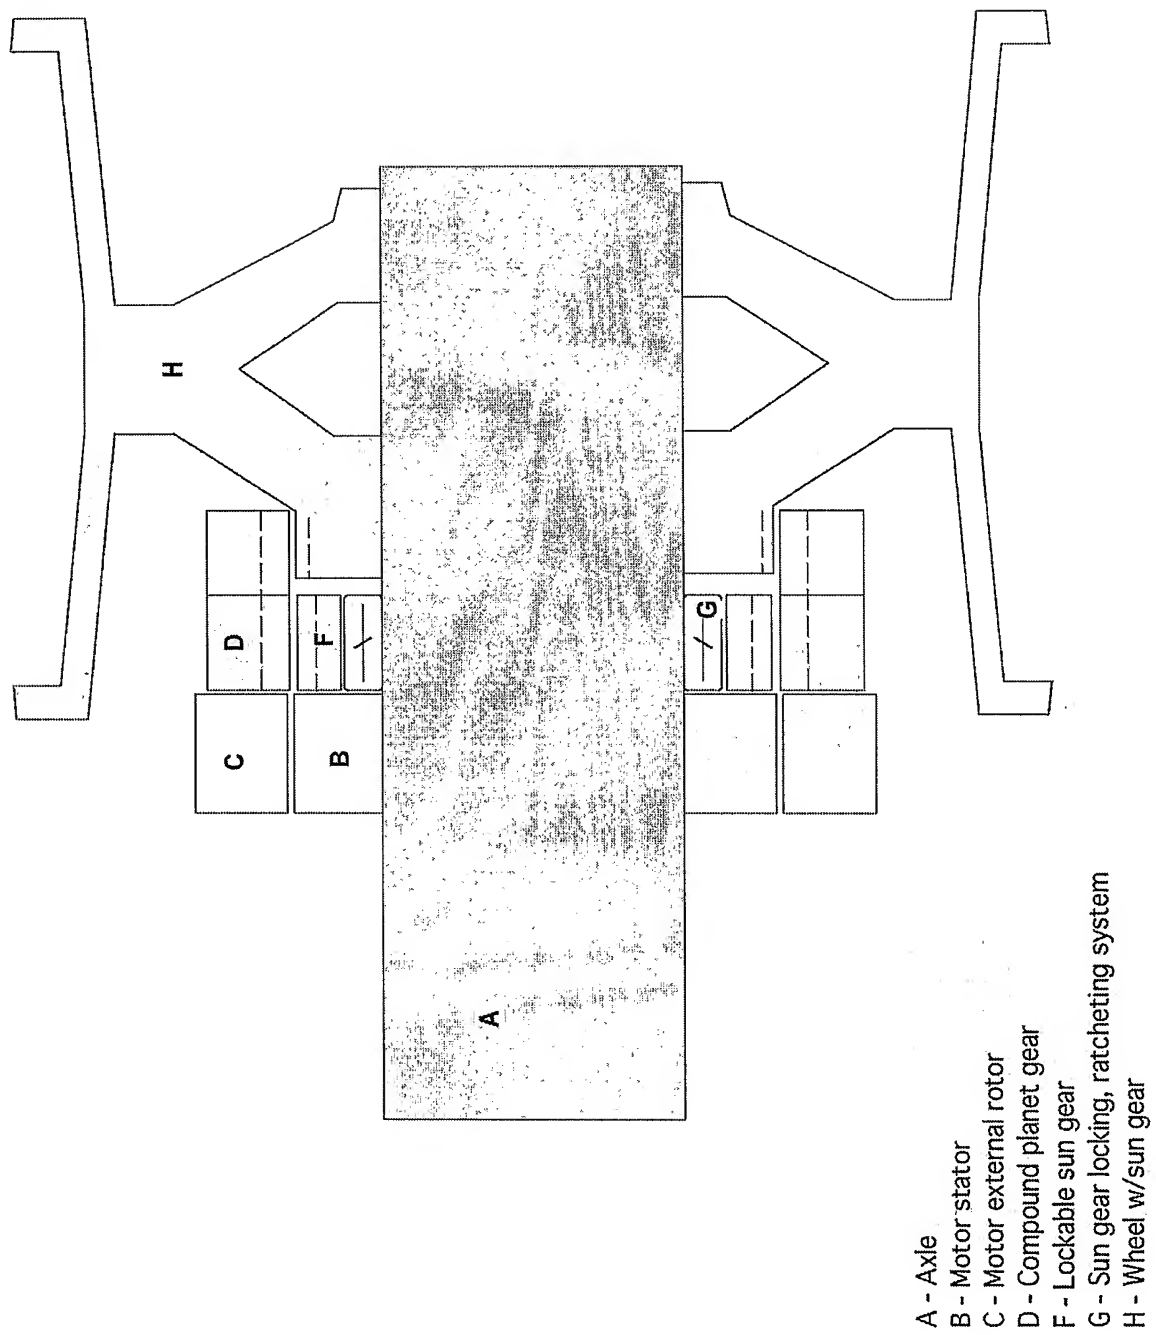 H
D
F
G
C
B
A
A - Axle
B - Motor stator
C - Motor external rotor
D - Compound planet gear
F - Lockable sun gear
G - Sun gear locking, ratcheting system
H - Wheel w/sun gear